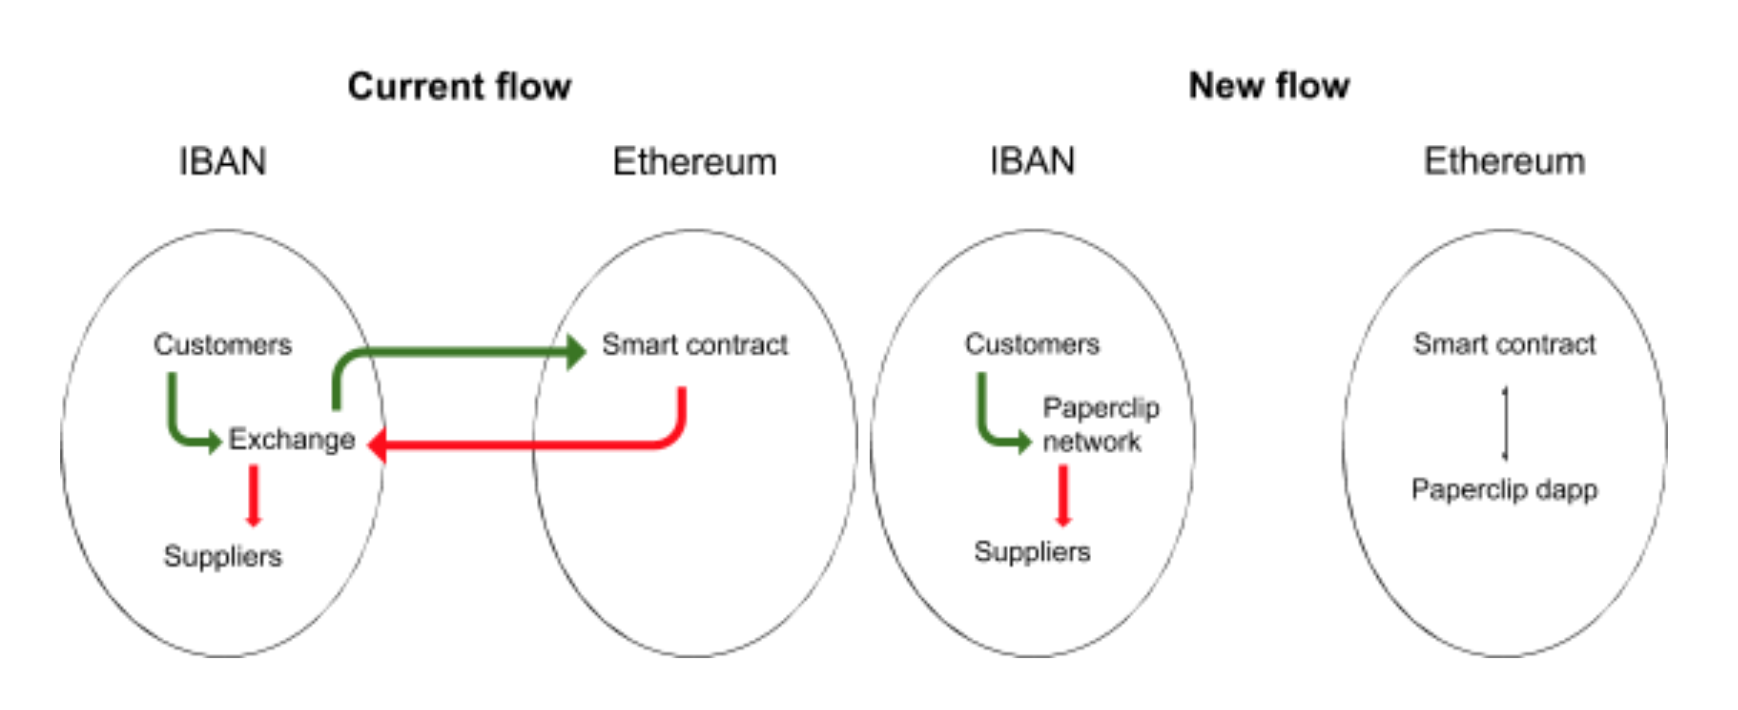 Current flow
IBAN
Ethereum
Customers
Smart contract
Exchange
Suppliers
New flow
IBAN
Ethereum
Customers
Paperclip
network
Suppliers
Smart contract
Paperclip dapp